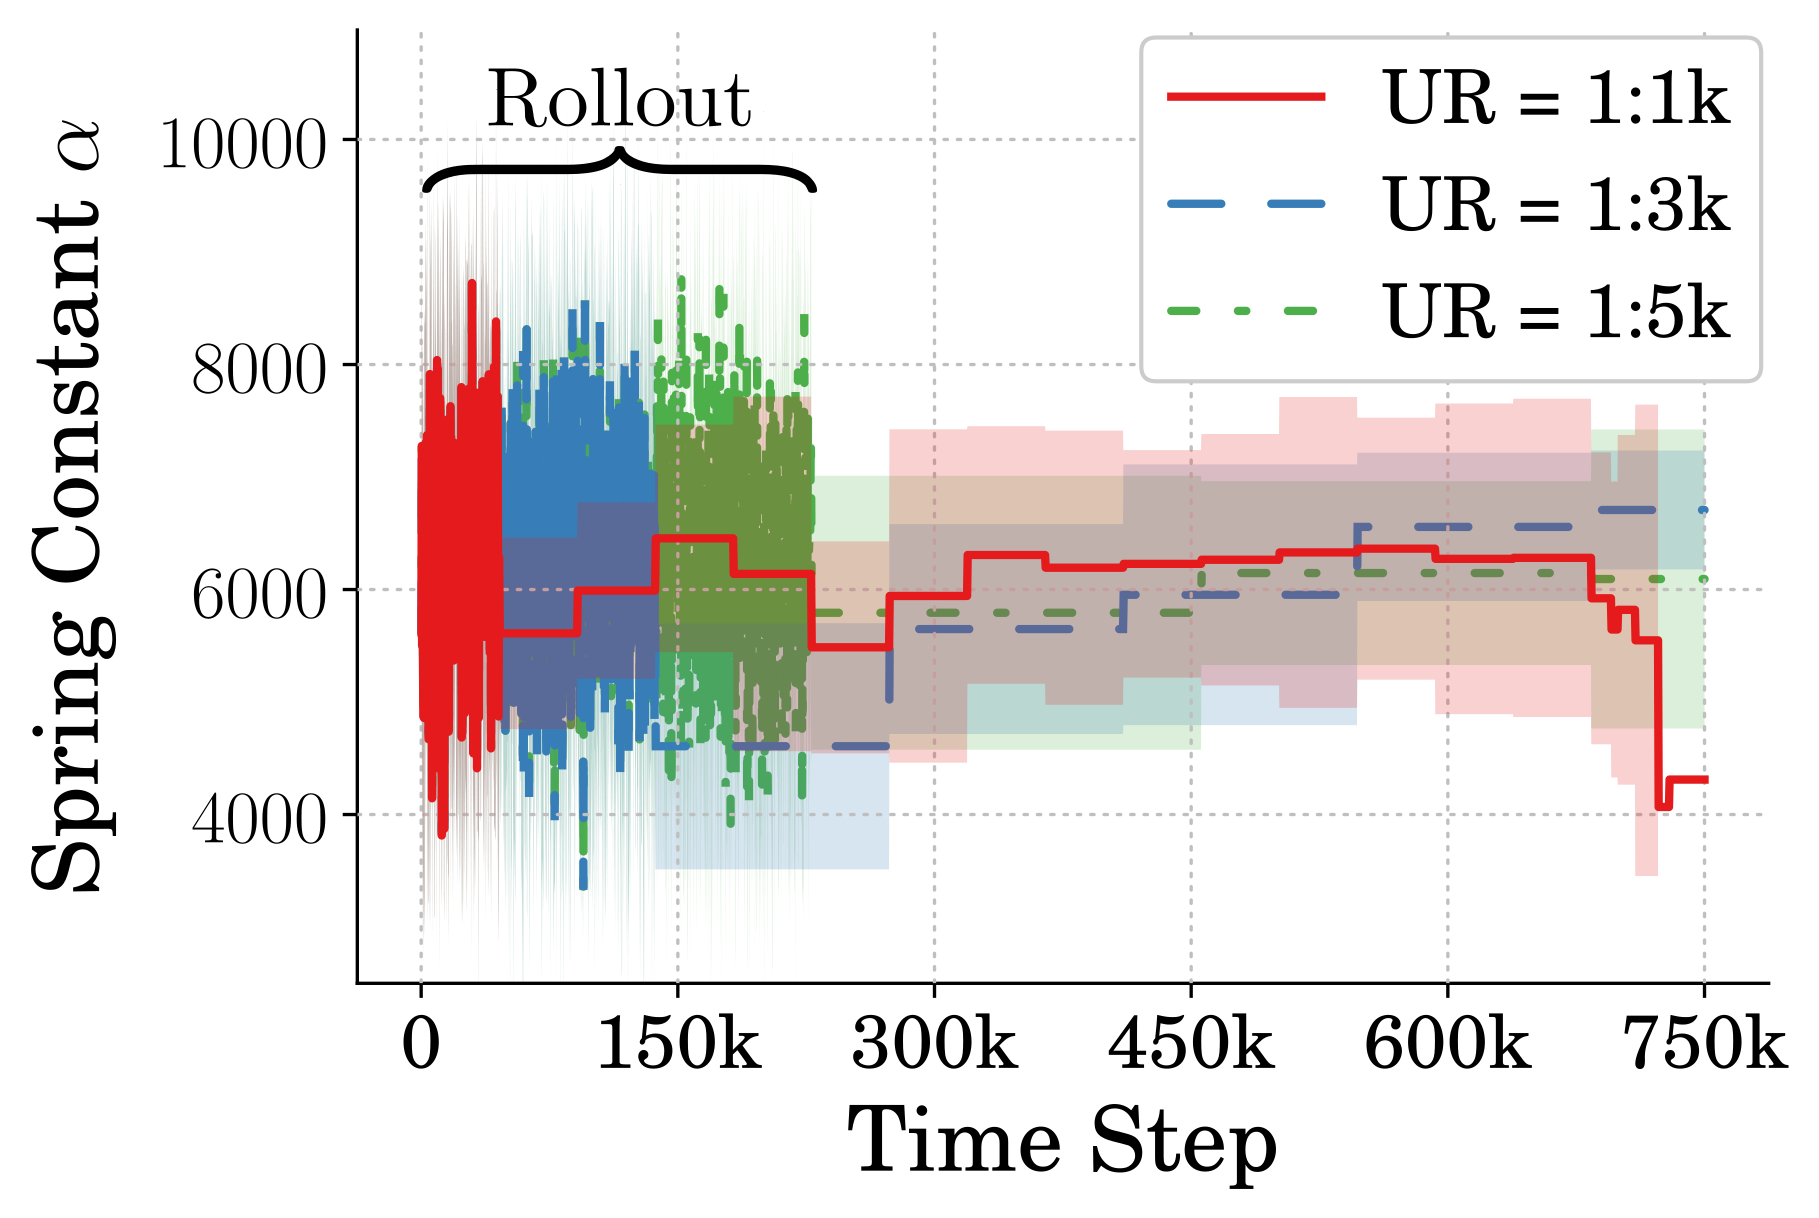 Rollout
UR = 1:1k
UR = 1:3k
UR = 1:5k
Spring Constant α
10000
8000
6000
4000
0 150k 300k 450k 600k 750k
Time Step